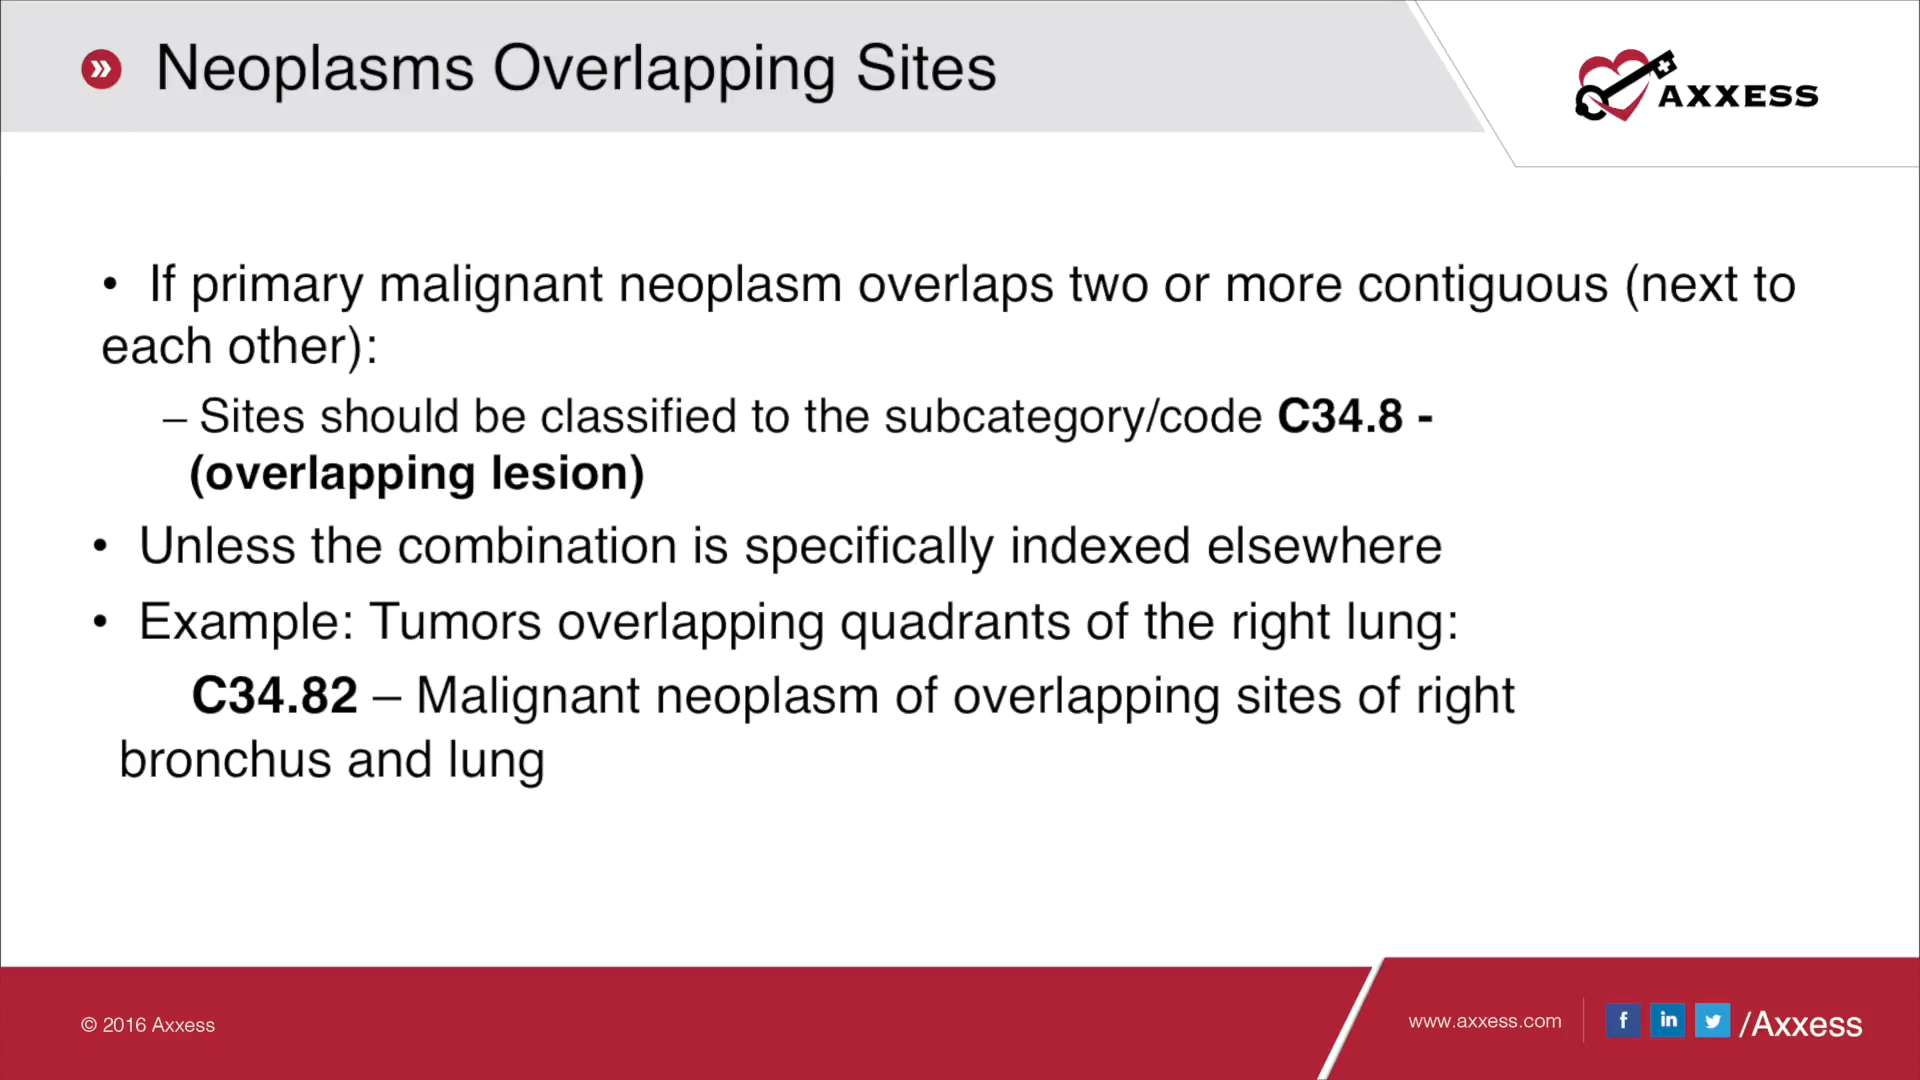 Neoplasms Overlapping Sites
AXXESS
• If primary malignant neoplasm overlaps two or more contiguous (next to
each other):
– Sites should be classified to the subcategory/code C34.8 -
(overlapping lesion)
• Unless the combination is specifically indexed elsewhere
• Example: Tumors overlapping quadrants of the right lung:
C34.82 – Malignant neoplasm of overlapping sites of right
bronchus and lung
© 2016 Axxess
www.axxess.com
/Axxess